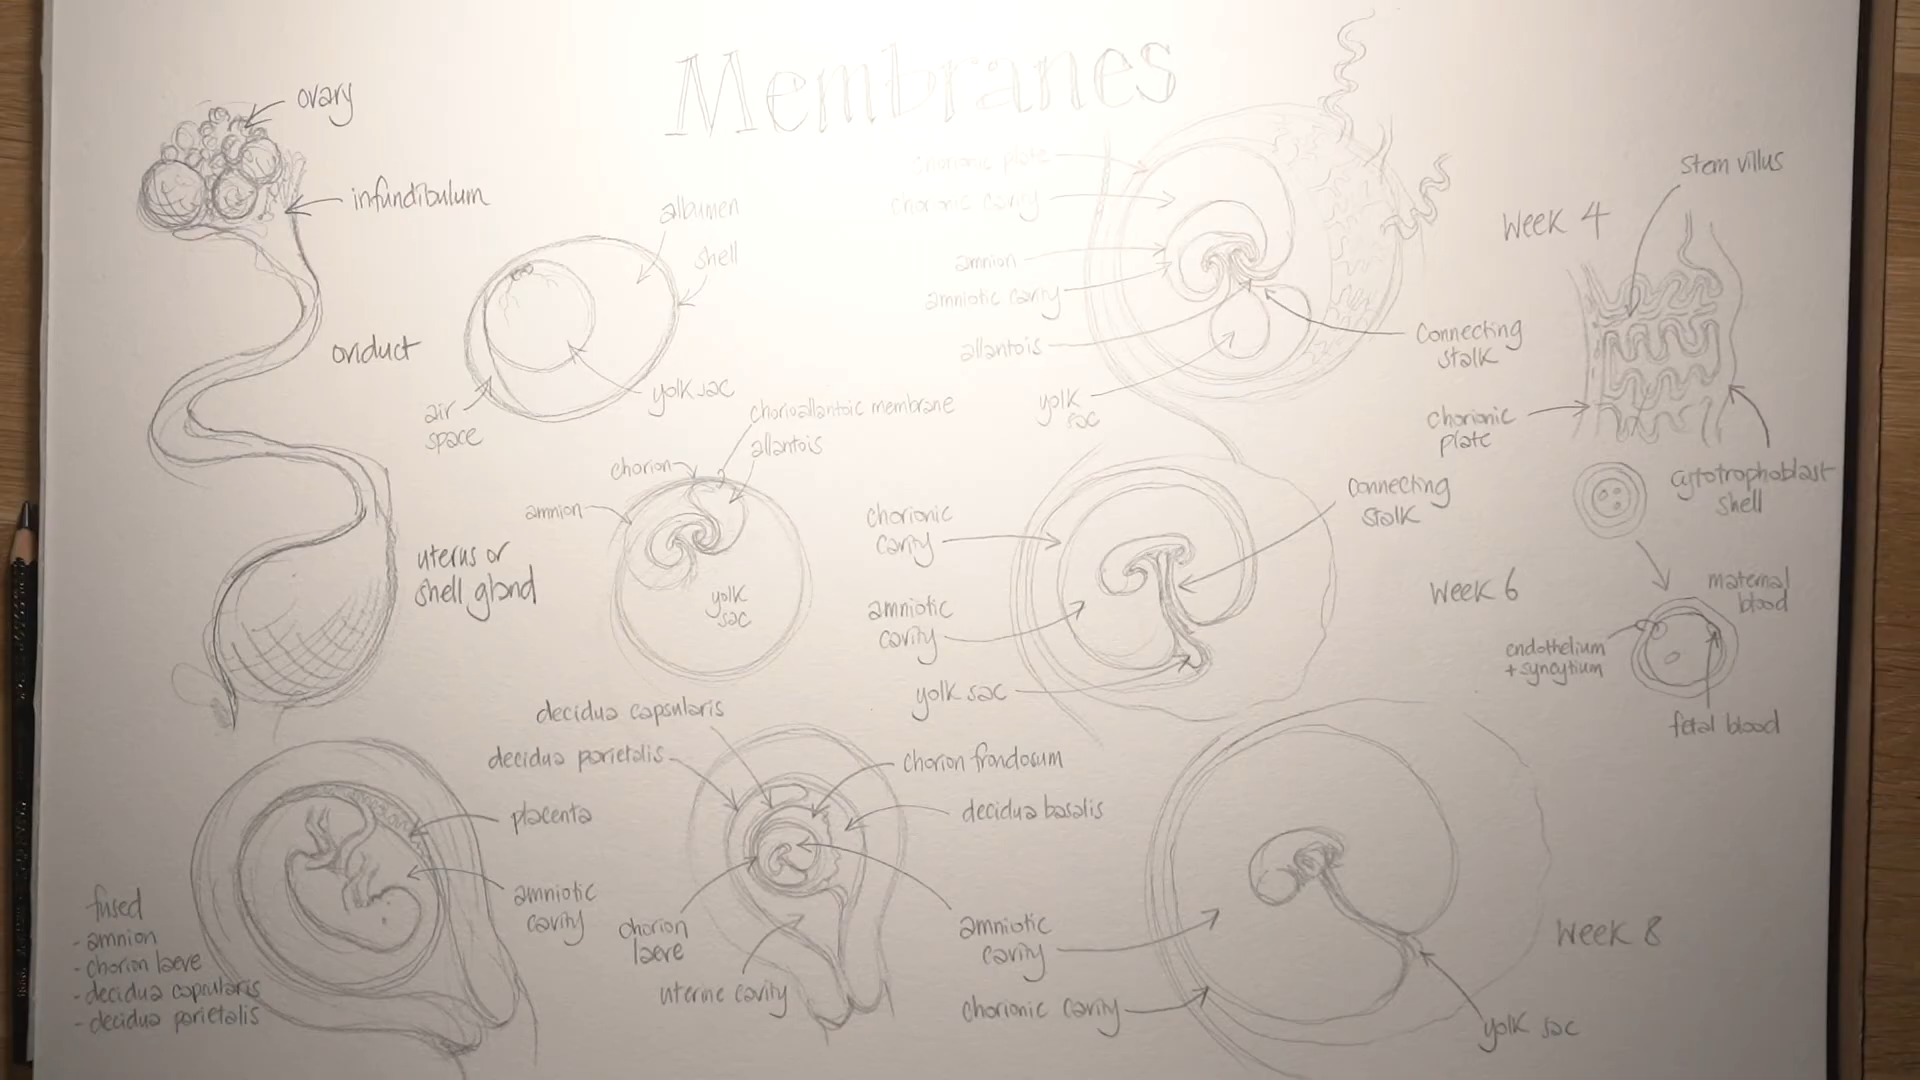 Membranes
ovary
infundibulum
oviduct
uterus or
shell gland
albumen
shell
yolk sac
air
space
chorioallantoic membrane
allantois
chorion
amnion
yolk
sac
chorionic plate
chorionic cavity
amnion
amniotic cavity
allantois
yolk
sac
Connecting
stalk
Week 4
stem villus
chorionic
plate
cytotrophoblast
shell
chorionic
cavity
amniotic
cavity
yolk sac
Connecting
stalk
Week 6
maternal
blood
endothelium
+ syncytium
fetal blood
decidua capsularis
decidua parietalis
chorion frondosum
decidua basalis
chorion
laeve
uterine cavity
amniotic
cavity
chorionic cavity
Week 8
yolk sac
placenta
amniotic
cavity
fused
- amnion
- chorion laeve
- decidua capsularis
- decidua parietalis